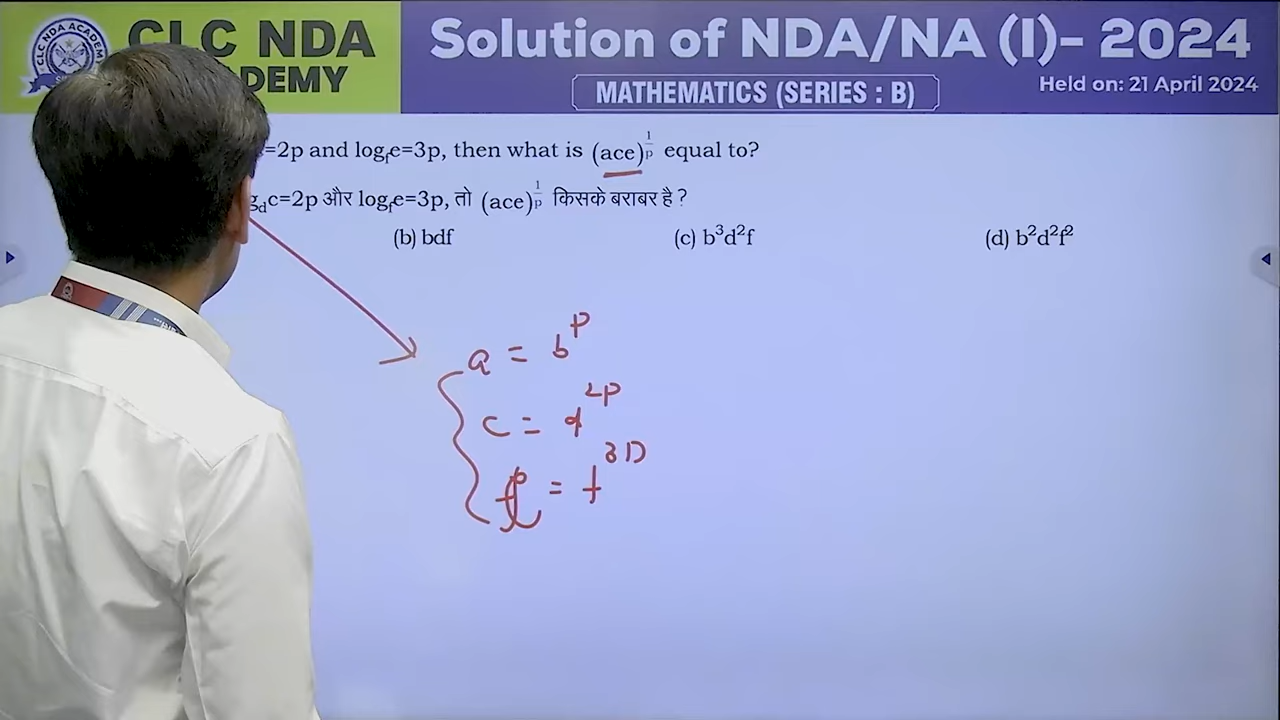 CLC NDA
Solution of NDA/NA (I)- 2024
MATHEMATICS (SERIES : B)
Held on: 21 April 2024
=2p and log_f e=3p, then what is (ace)^{1/p} equal to?
g_d c=2p और log_f e=3p, तो (ace)^{1/p} किसके बराबर है ?
(b) bdf (c) b³d²f (d) b²d²f²
a = b^p
c = d^{2p}
= f^{3p}